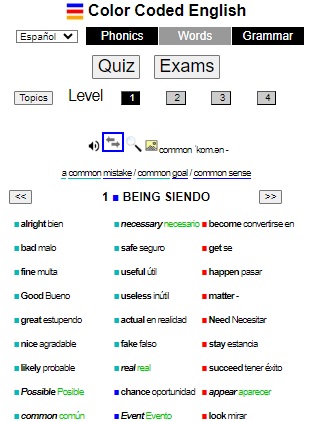 Color Coded English
Español Phonics Words Grammar
Quiz Exams
Topics Level 1 2 3 4
common ˈkɒm.ən -
a common mistake / common goal / common sense
<< 1 BEING SIENDO >>
alright bien necessary necesario become convertirse en
bad malo safe seguro get se
fine multa useful útil happen pasar
Good Bueno useless inútil matter -
great estupendo actual en realidad Need Necesitar
nice agradable fake falso stay estancia
likely probable real real succeed tener éxito
Possible Posible chance oportunidad appear aparecer
common común Event Evento look mirar